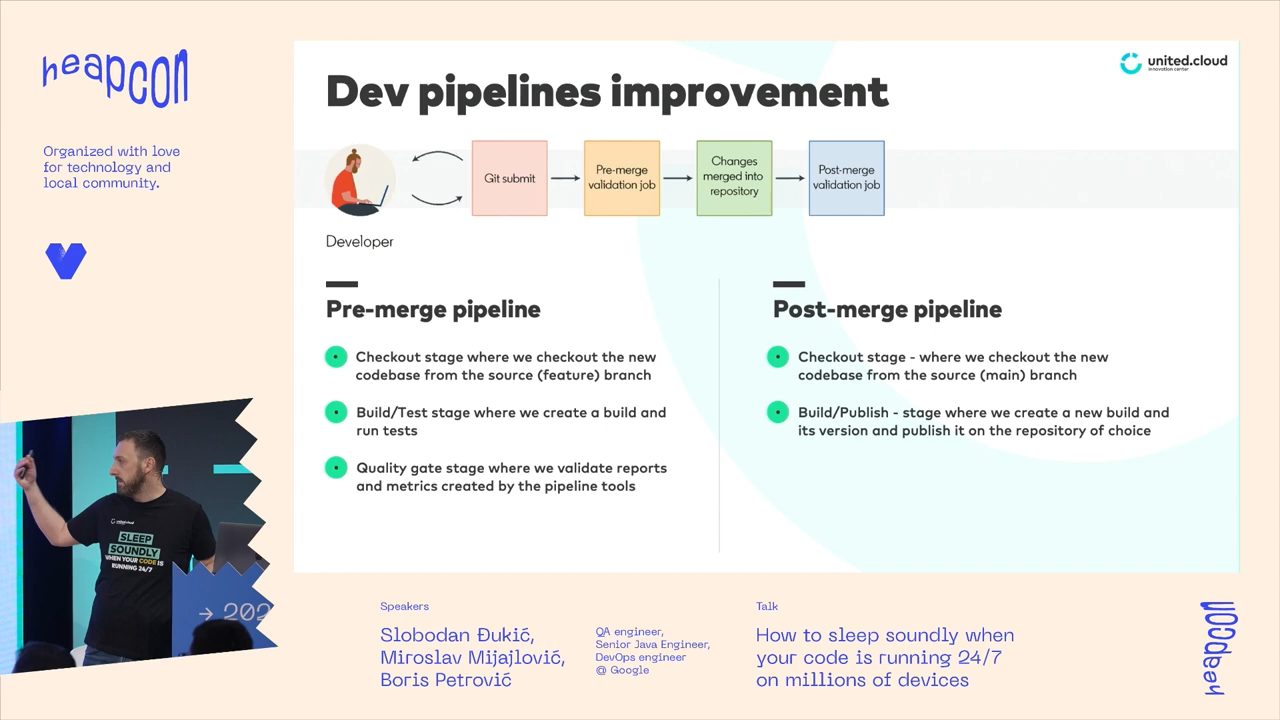 heapcon
Organized with love
for technology and
local community.
united.cloud
innovation center
Dev pipelines improvement
Developer
Git submit
Pre-merge
validation job
Changes
merged into
repository
Post-merge
validation job
Pre-merge pipeline
Checkout stage where we checkout the new
codebase from the source (feature) branch
Build/Test stage where we create a build and
run tests
Quality gate stage where we validate reports
and metrics created by the pipeline tools
Post-merge pipeline
Checkout stage - where we checkout the new
codebase from the source (main) branch
Build/Publish - stage where we create a new build and
its version and publish it on the repository of choice
united.cloud
SLEEP
SOUNDLY
WHEN YOUR CODE IS
RUNNING 24/7
→ 202
Speakers
Slobodan Đukić,
Miroslav Mijajlović,
Boris Petrović
QA engineer,
Senior Java Engineer,
DevOps engineer
@ Google
Talk
How to sleep soundly when
your code is running 24/7
on millions of devices
heapcon